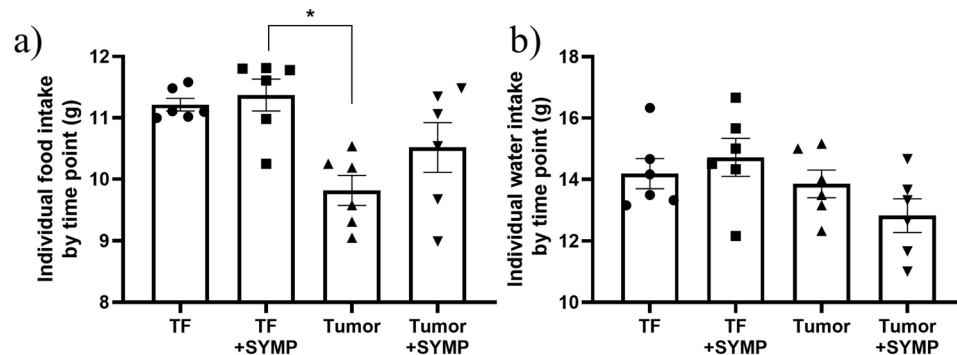 a)
*
Individual food intake
by time point (g)
12
11
10
9
8
TF
TF
+SYMP
Tumor
Tumor
+SYMP
b)
Individual water intake
by time point (g)
18
16
14
12
10
TF
TF
+SYMP
Tumor
Tumor
+SYMP